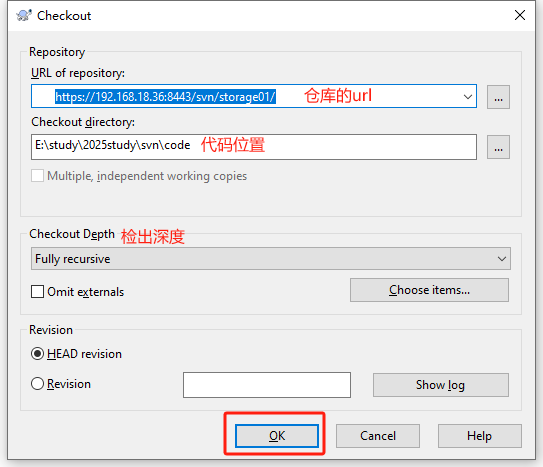 Checkout
Repository
URL of repository:
https://192.168.18.36:8443/svn/storage01/ 仓库的url
...
Checkout directory:
E:\study\2025study\svn\code 代码位置
...
Multiple, independent working copies
Checkout Depth 检出深度
Fully recursive
Omit externals
Choose items...
Revision
HEAD revision
Revision
Show log
OK
Cancel
Help